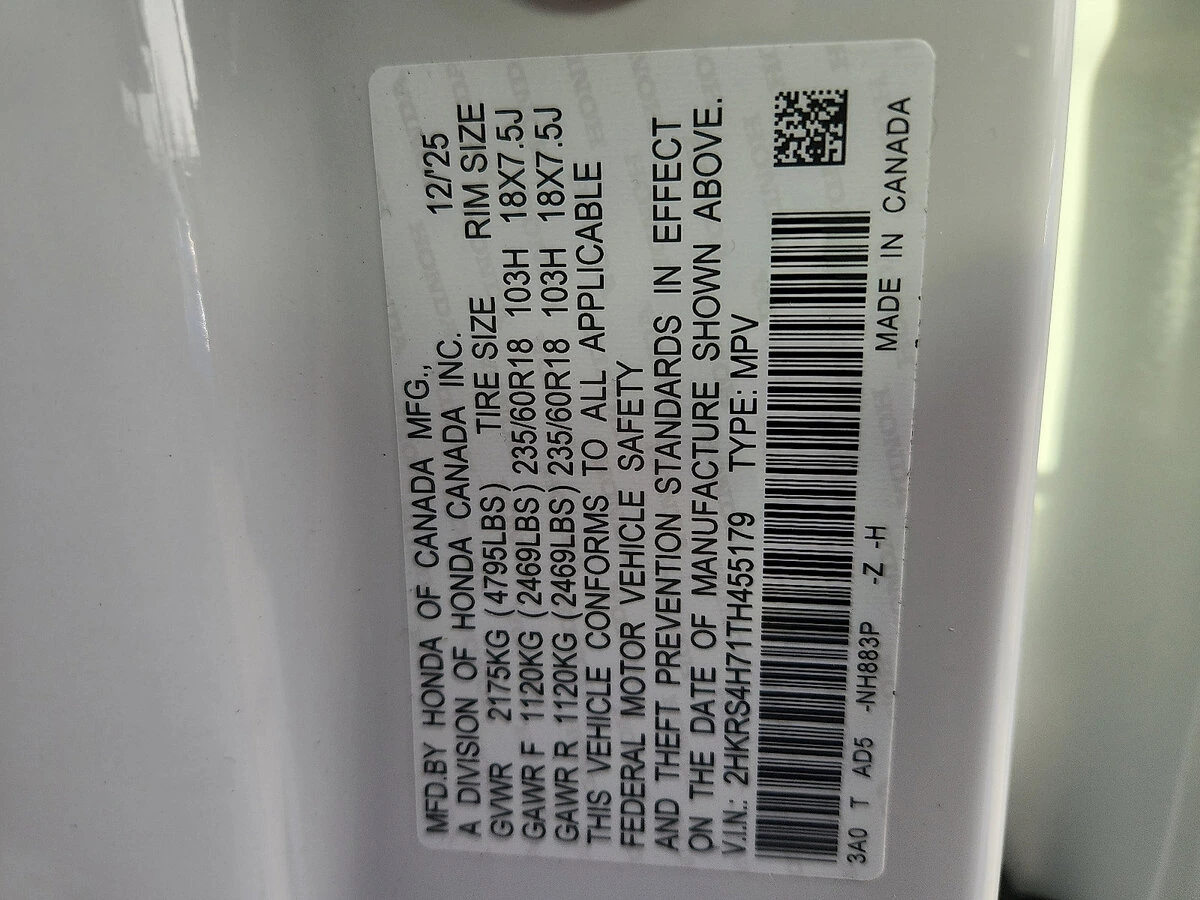 MFD.BY HONDA OF CANADA MFG., 12/'25
A DIVISION OF HONDA CANADA INC.
GVWR 2175KG (4795LBS) TIRE SIZE RIM SIZE
GAWR F 1120KG (2469LBS) 235/60R18 103H 18X7.5J
GAWR R 1120KG (2469LBS) 235/60R18 103H 18X7.5J
THIS VEHICLE CONFORMS TO ALL APPLICABLE
FEDERAL MOTOR VEHICLE SAFETY
AND THEFT PREVENTION STANDARDS IN EFFECT
ON THE DATE OF MANUFACTURE SHOWN ABOVE.
V.I.N.: 2HKRS4H71TH455179 TYPE: MPV
3A0 T AD5 -NH883P -Z -H MADE IN CANADA